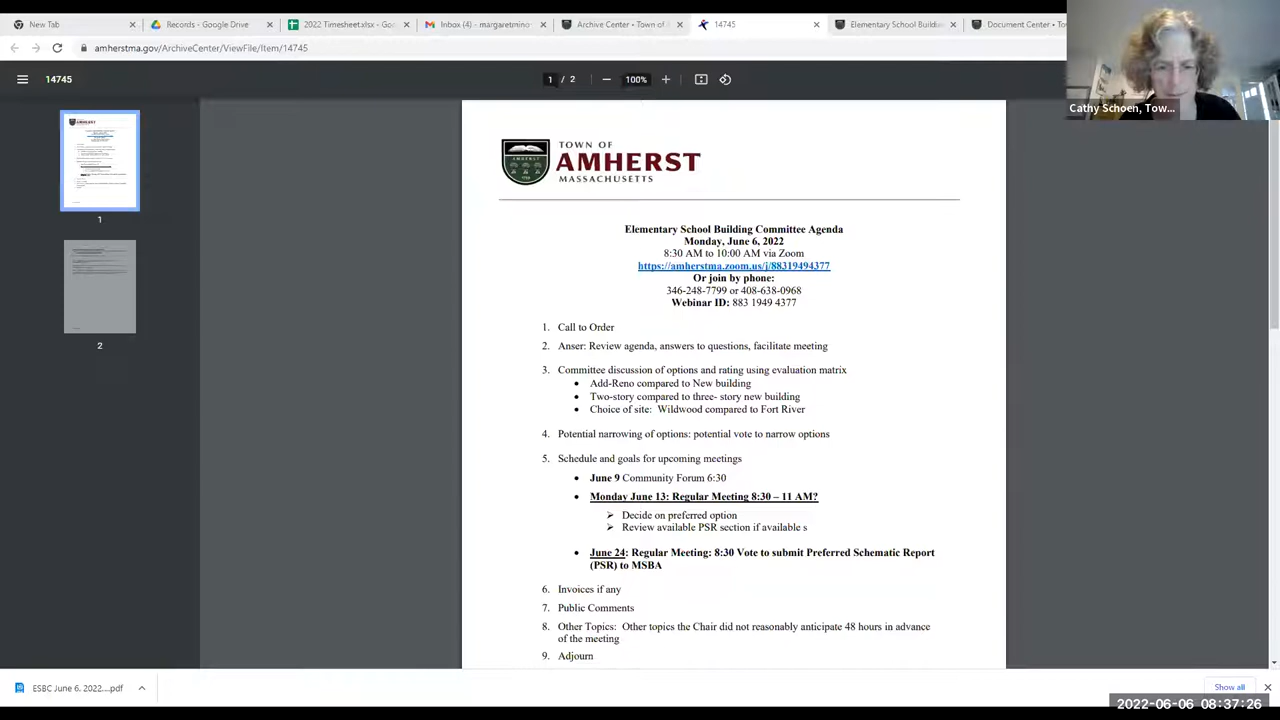 New Tab
Records - Google Drive
2022 Timesheet.xlsx - Goo
Inbox (4) - margaretmino
Archive Center • Town of A
14745
Elementary School Buildin
Document Center • To
amherstma.gov/ArchiveCenter/ViewFile/Item/14745
14745
1 / 2
100%
Cathy Schoen, Tow...
1
2
TOWN OF
AMHERST
MASSACHUSETTS
Elementary School Building Committee Agenda
Monday, June 6, 2022
8:30 AM to 10:00 AM via Zoom
https://amherstma.zoom.us/j/88319494377
Or join by phone:
346-248-7799 or 408-638-0968
Webinar ID: 883 1949 4377
1. Call to Order
2. Anser: Review agenda, answers to questions, facilitate meeting
3. Committee discussion of options and rating using evaluation matrix
• Add-Reno compared to New building
• Two-story compared to three- story new building
• Choice of site: Wildwood compared to Fort River
4. Potential narrowing of options: potential vote to narrow options
5. Schedule and goals for upcoming meetings
• June 9 Community Forum 6:30
• Monday June 13: Regular Meeting 8:30 – 11 AM?
➢ Decide on preferred option
➢ Review available PSR section if available s
• June 24: Regular Meeting: 8:30 Vote to submit Preferred Schematic Report
(PSR) to MSBA
6. Invoices if any
7. Public Comments
8. Other Topics: Other topics the Chair did not reasonably anticipate 48 hours in advance
of the meeting
9. Adjourn
ESBC June 6, 2022....pdf
Show all
2022-06-06 08:37:26